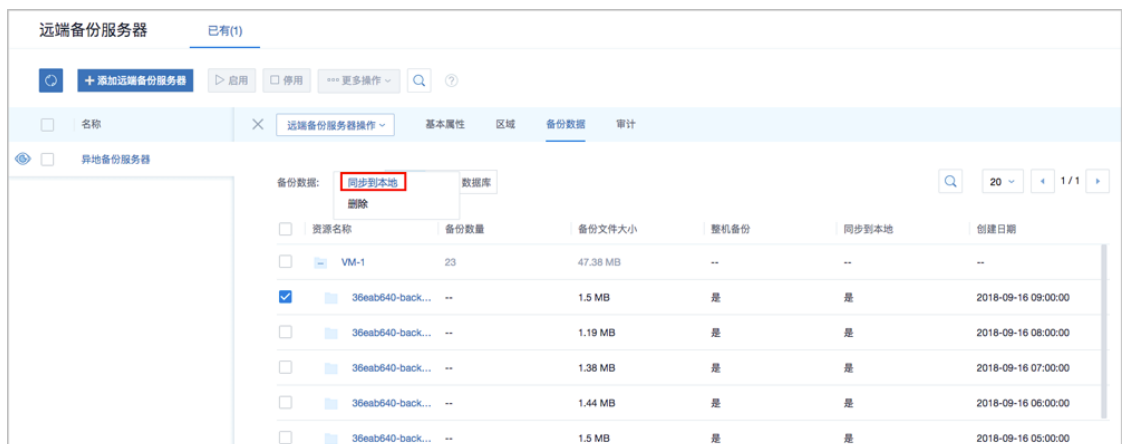 远端备份服务器 已有(1)
+ 添加远端备份服务器 启用 停用 更多操作
名称 远端备份服务器操作 基本属性 区域 备份数据 审计
异地备份服务器
备份数据: 同步到本地 数据库 20 1 / 1
删除
资源名称 备份数量 备份文件大小 整机备份 同步到本地 创建日期
VM-1 23 47.38 MB -- -- --
36eab640-back... -- 1.5 MB 是 是 2018-09-16 09:00:00
36eab640-back... -- 1.19 MB 是 是 2018-09-16 08:00:00
36eab640-back... -- 1.38 MB 是 是 2018-09-16 07:00:00
36eab640-back... -- 1.44 MB 是 是 2018-09-16 06:00:00
36eab640-back... -- 1.5 MB 是 是 2018-09-16 05:00:00